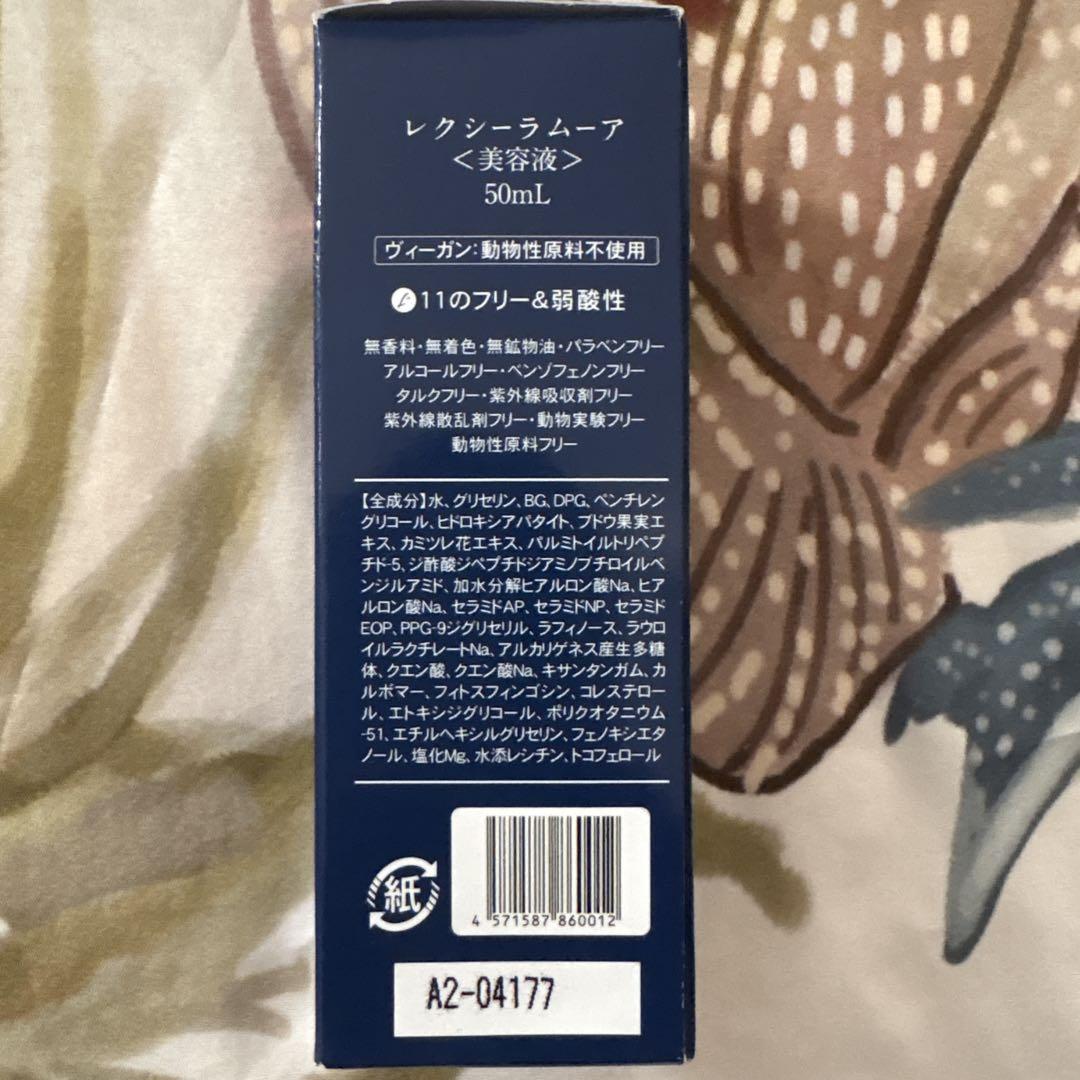 レクシーラムーア
＜美容液＞
50mL
ヴィーガン：動物性原料不使用
11のフリー＆弱酸性
無香料・無着色・無鉱物油・パラベンフリー
アルコールフリー・ベンゾフェノンフリー
タルクフリー・紫外線吸収剤フリー
紫外線散乱剤フリー・動物実験フリー
動物性原料フリー
【全成分】水、グリセリン、BG、DPG、ペンチレン
グリコール、ヒドロキシアパタイト、ブドウ果実エ
キス、カミツレ花エキス、パルミトイルトリペプ
チド-5、ジ酢酸ジペプチドジアミノブチロイルベ
ンジルアミド、加水分解ヒアルロン酸Na、ヒア
ルロン酸Na、セラミドAP、セラミドNP、セラミド
EOP、PPG-9ジグリセリル、ラフィノース、ラウロ
イルラクチレートNa、アルカリゲネス産生多糖
体、クエン酸、クエン酸Na、キサンタンガム、カ
ルボマー、フィトスフィンゴシン、コレステロー
ル、エトキシジグリコール、ポリクオタニウム
-51、エチルヘキシルグリセリン、フェノキシエタ
ノール、塩化Mg、水添レシチン、トコフェロール
紙
4 571587 860012
A2-04177